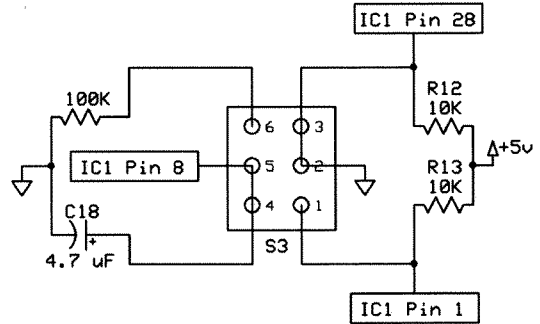 IC1 Pin 28
R12
10K
100K
6
3
+5v
IC1 Pin 8
5
2
R13
10K
C18
4
1
+
4.7 uF
S3
IC1 Pin 1